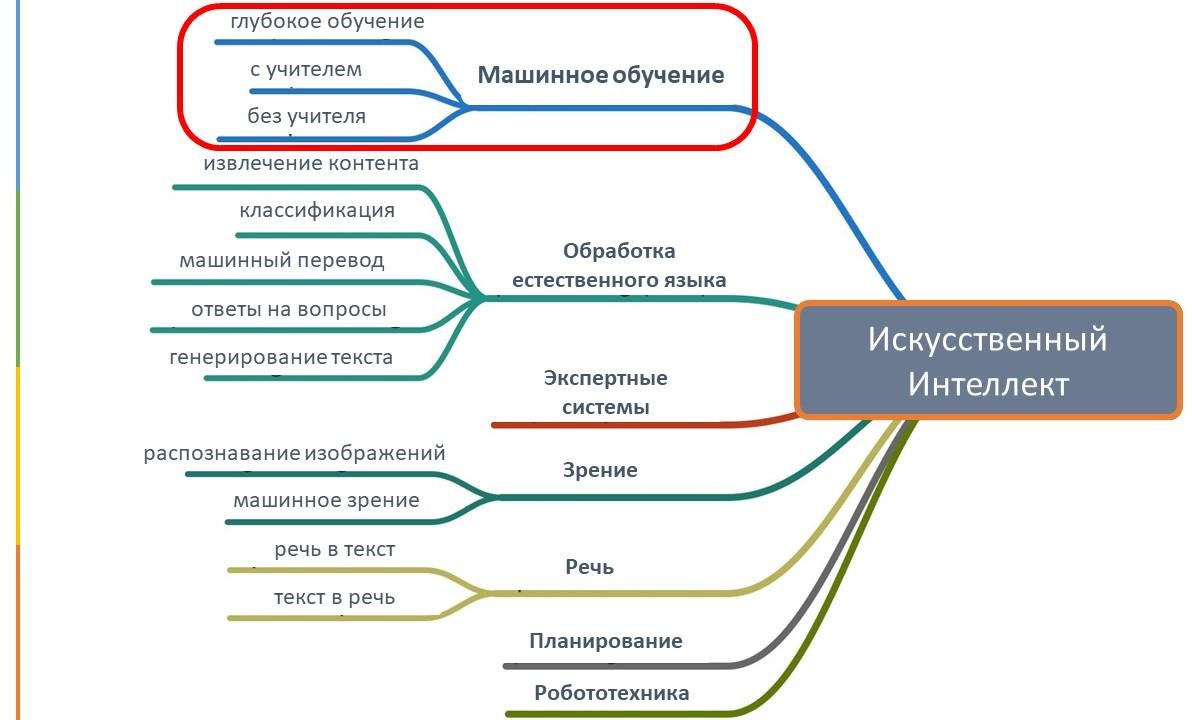 глубокое обучение
с учителем
без учителя
Машинное обучение
извлечение контента
классификация
машинный перевод
ответы на вопросы
генерирование текста
Обработка
естественного языка
Экспертные
системы
распознавание изображений
машинное зрение
Зрение
речь в текст
текст в речь
Речь
Планирование
Робототехника
Искусственный
Интеллект